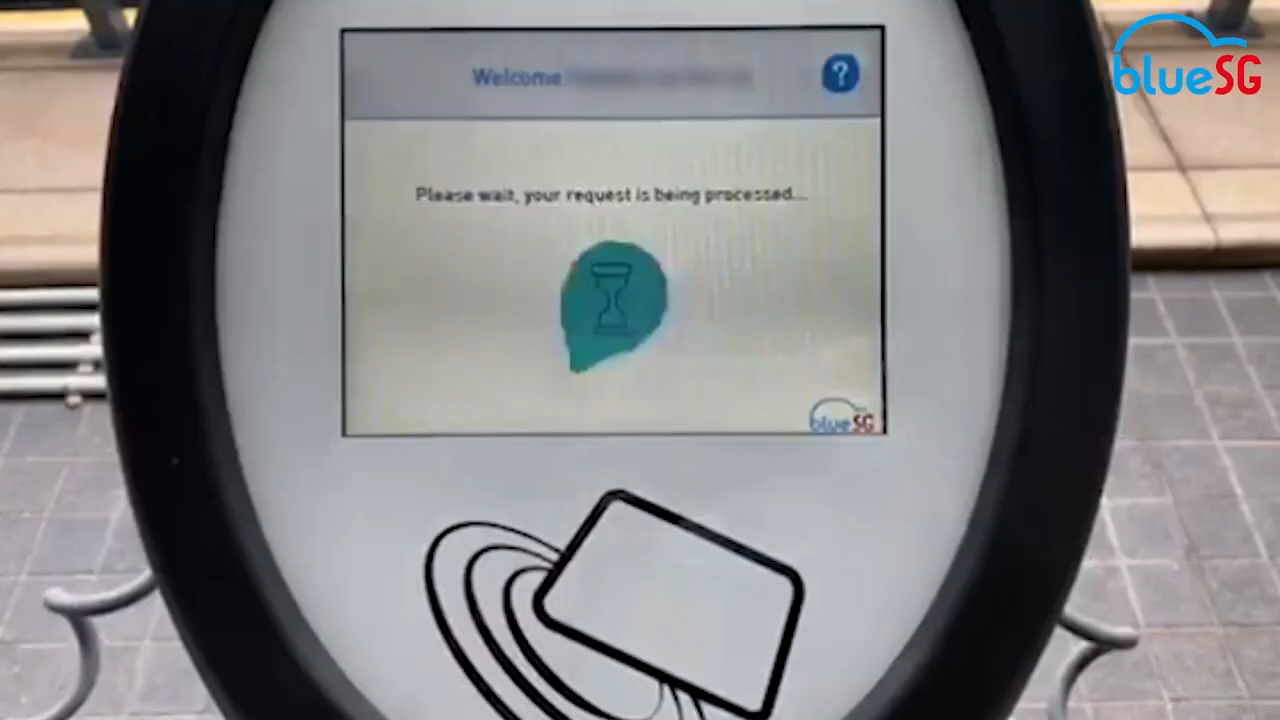 blueSG
Welcome
?
Please wait, your request is being processed...
blueSG